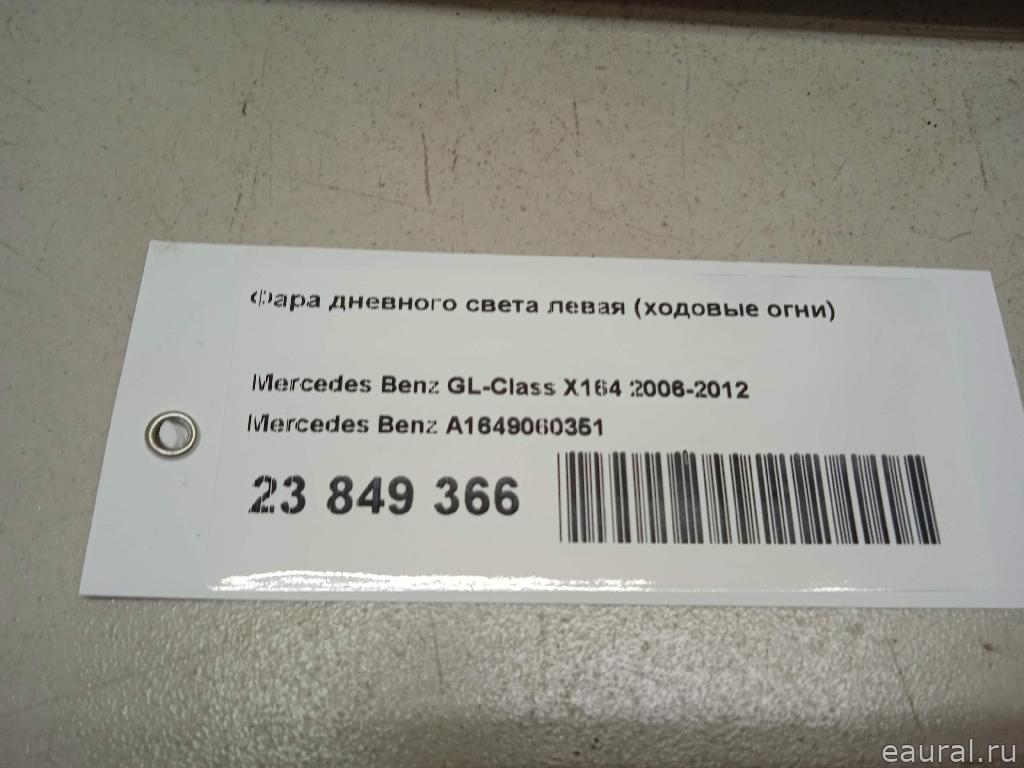 Фара дневного света левая (ходовые огни)
Mercedes Benz GL-Class X164 2006-2012
Mercedes Benz A1649060351
23 849 366
eaural.ru